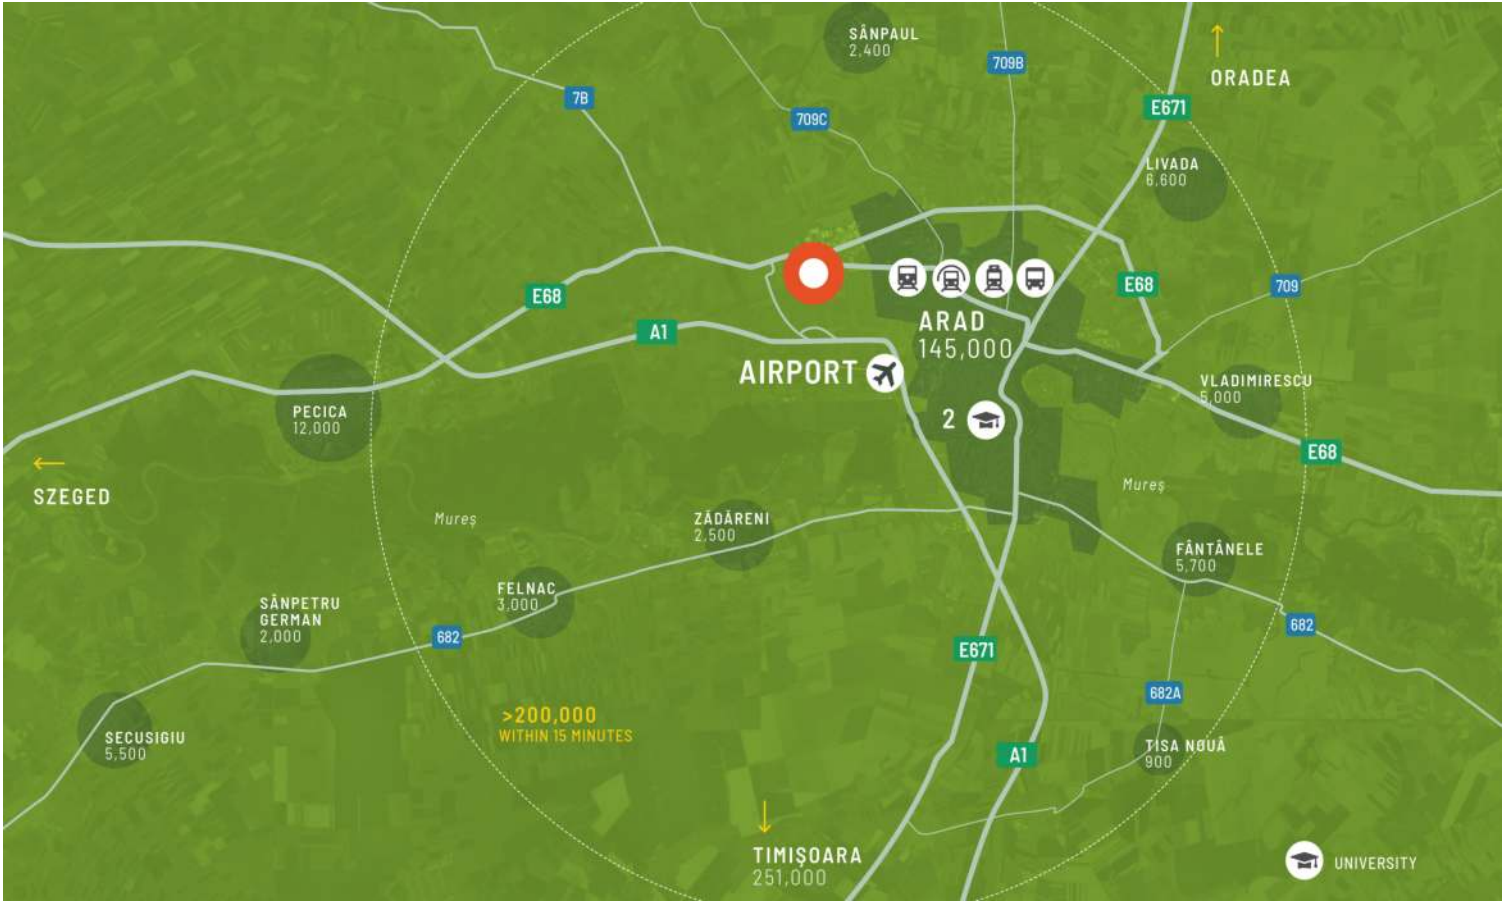 SÂNPAUL
2,400
709B
ORADEA
7B
E671
709C
LIVADA
6,600
E68
E68
709
A1
ARAD
145,000
AIRPORT
VLADIMIRESCU
5,000
PECICA
12,000
2
E68
SZEGED
Mureș
Mureș
ZĂDĂRENI
2,500
FÂNTÂNELE
5,700
FELNAC
3,000
SÂNPETRU
GERMAN
2,000
682
682
E671
682A
>200,000
WITHIN 15 MINUTES
SECUSIGIU
5,500
TISA NOUĂ
900
A1
TIMIȘOARA
251,000
UNIVERSITY